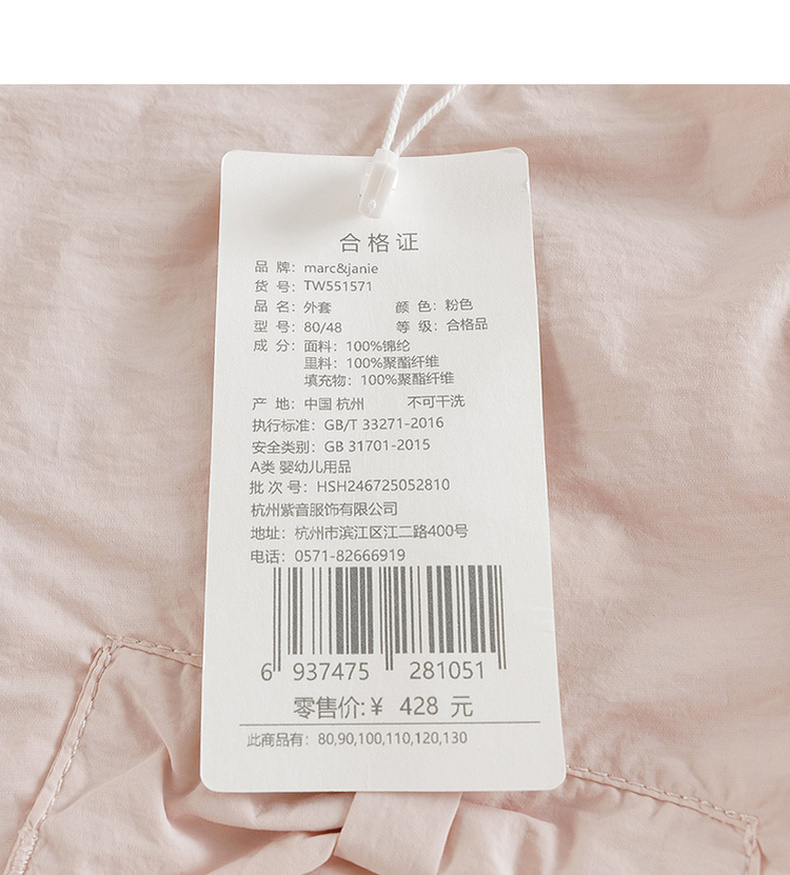 合格证
品 牌：marc&janie
货 号：TW551571
品 名：外套 颜 色：粉色
型 号：80/48 等 级：合格品
成 分：面料：100%锦纶
里料：100%聚酯纤维
填充物：100%聚酯纤维
产 地：中国 杭州 不可干洗
执行标准：GB/T 33271-2016
安全类别：GB 31701-2015
A类 婴幼儿用品
批 次 号：HSH246725052810
杭州紫音服饰有限公司
地址：杭州市滨江区江二路400号
电话：0571-82666919
6 937475 281051
零售价:¥ 428 元
此商品有：80,90,100,110,120,130